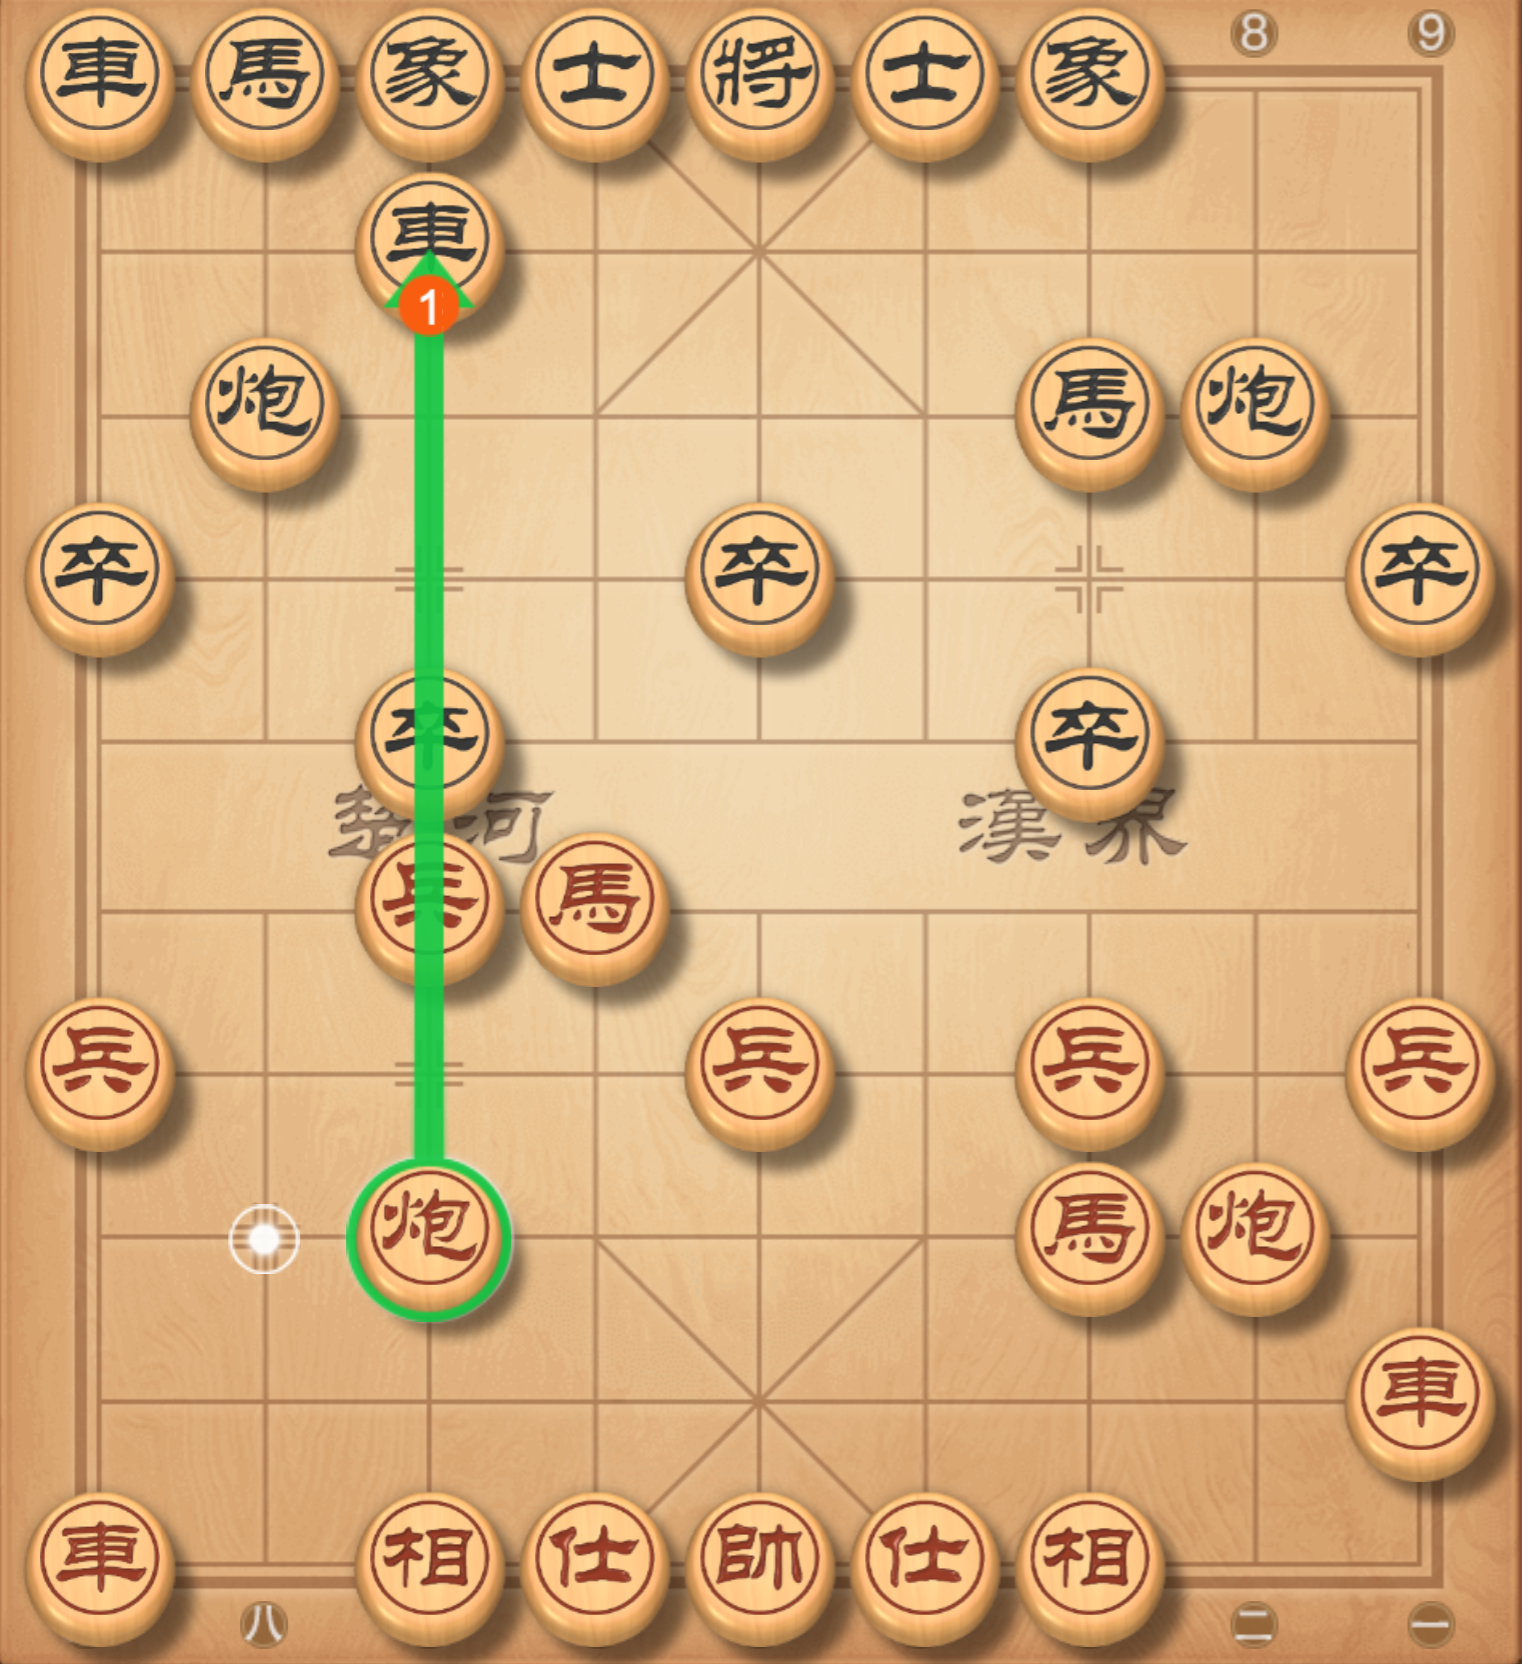 8 9
車 馬 象 士 將 士 象
車
1
炮 馬 炮
卒 卒 卒
卒 卒
楚河 漢界
兵 馬
兵 兵 兵 兵
炮 馬 炮
車
車 相 仕 帥 仕 相
八 二 一